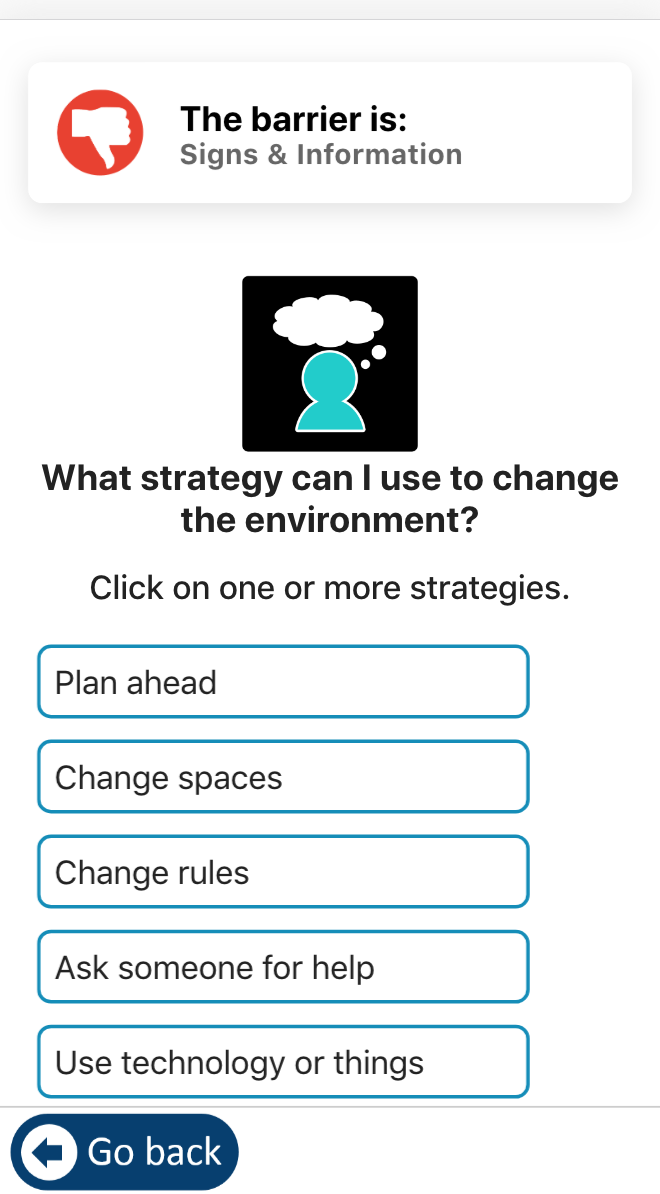 The barrier is:
Signs & Information
What strategy can I use to change
the environment?
Click on one or more strategies.
Plan ahead
Change spaces
Change rules
Ask someone for help
Use technology or things
Go back